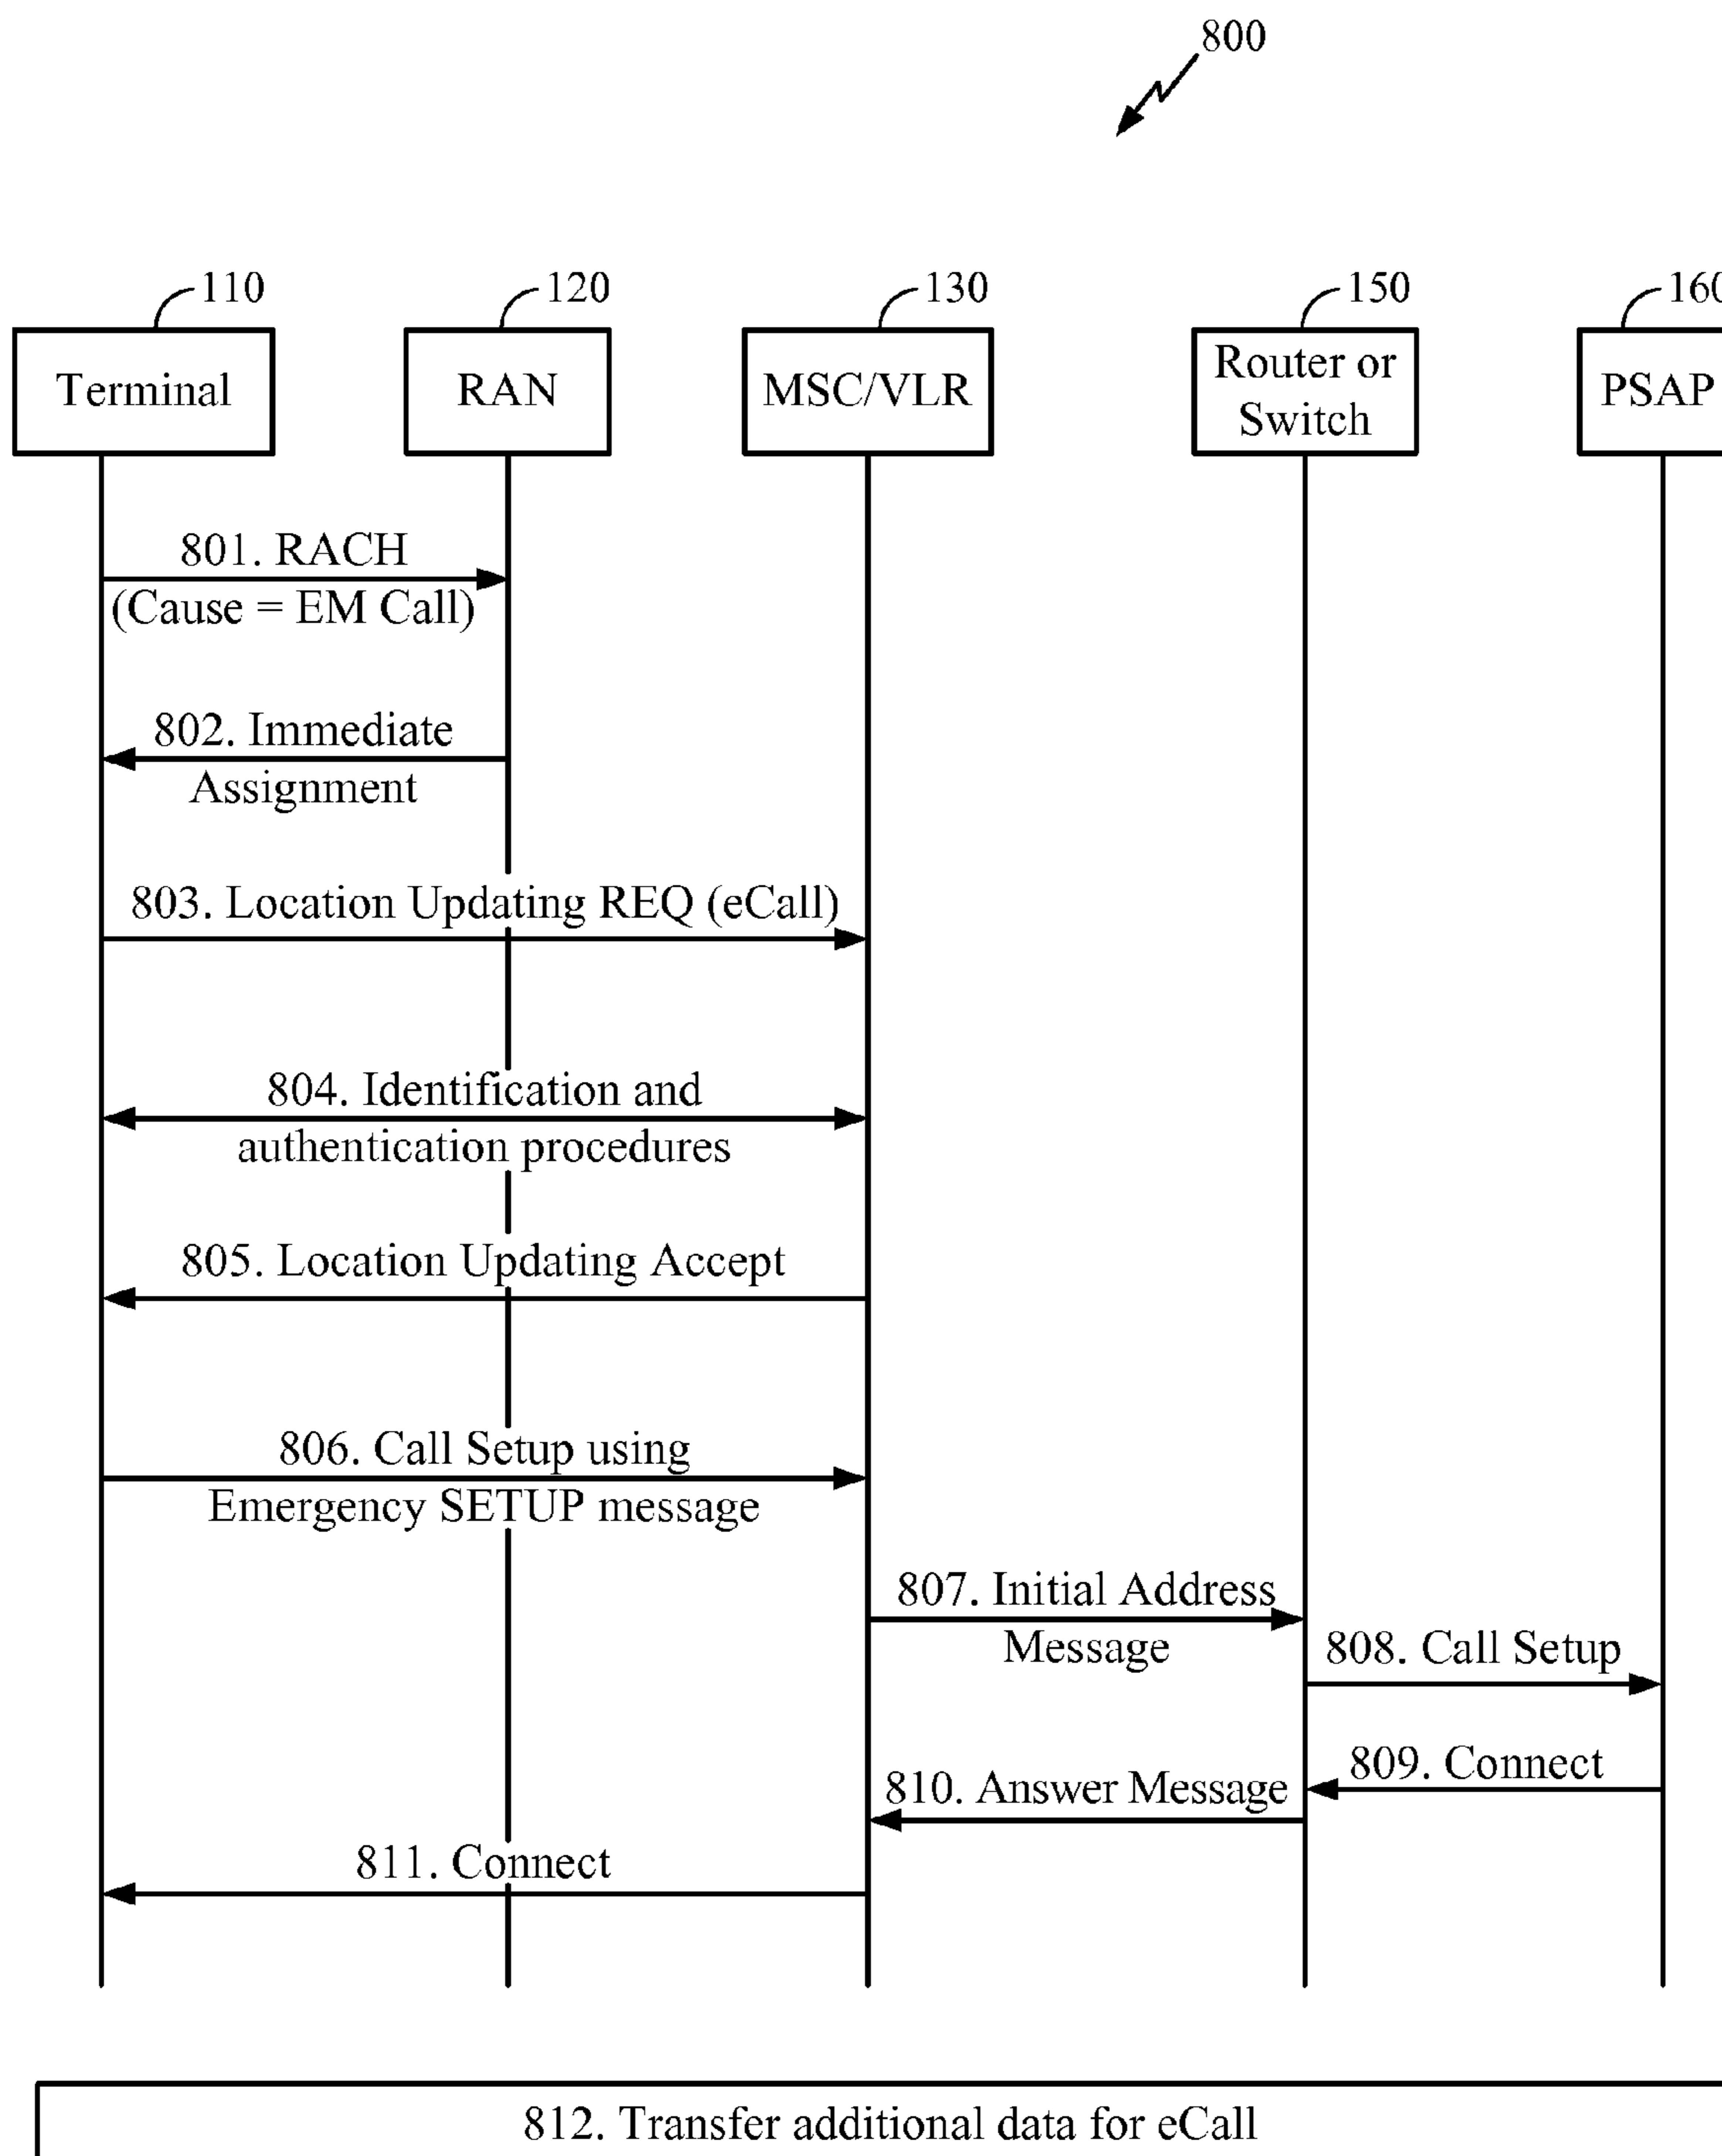 800
110
120
130
150
160
Terminal
RAN
MSC/VLR
Router or
Switch
PSAP
801. RACH
(Cause = EM Call)
802. Immediate
Assignment
803. Location Updating REQ (eCall)
804. Identification and
authentication procedures
805. Location Updating Accept
806. Call Setup using
Emergency SETUP message
807. Initial Address
Message
808. Call Setup
809. Connect
810. Answer Message
811. Connect
812. Transfer additional data for eCall